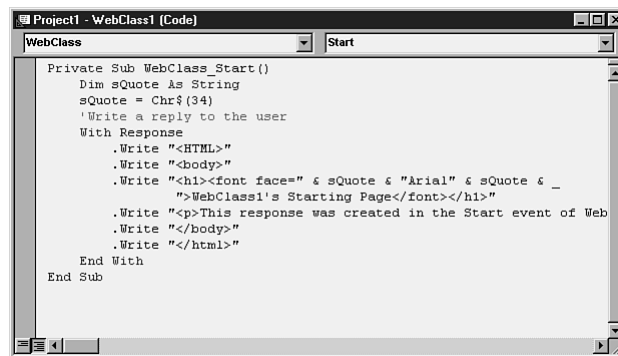 Project1 - WebClass1 (Code)
WebClass Start
Private Sub WebClass_Start()
Dim sQuote As String
sQuote = Chr$(34)
'Write a reply to the user
With Response
.Write "<HTML>"
.Write "<body>"
.Write "<h1><font face=" & sQuote & "Arial" & sQuote & _
">WebClass1's Starting Page</font></h1>"
.Write "<p>This response was created in the Start event of Web
.Write "</body>"
.Write "</html>"
End With
End Sub